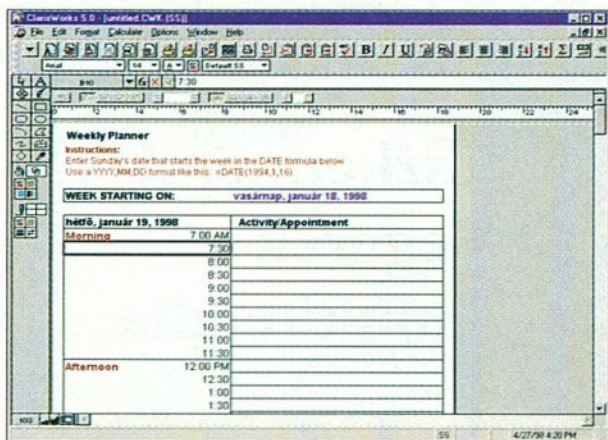 ClarisWorks 5.0 - [untitled.CWK (SS)]
File Edit Format Calculate Options Window Help
B I U
Arial 14 A Default SS
7:30
Weekly Planner
Instructions:
Enter Sunday's date that starts the week in the DATE formula below.
Use a YYYY,MM,DD format like this: =DATE(1994,1,16)
WEEK STARTING ON: vasárnap, január 18, 1998
hétfő, január 19, 1998 Activity/Appointment
Morning 7:00 AM
7:30
8:00
8:30
9:00
9:30
10:00
10:30
11:00
11:30
Afternoon 12:00 PM
12:30
1:00
1:30
100
SS 4/27/98 4:20 PM